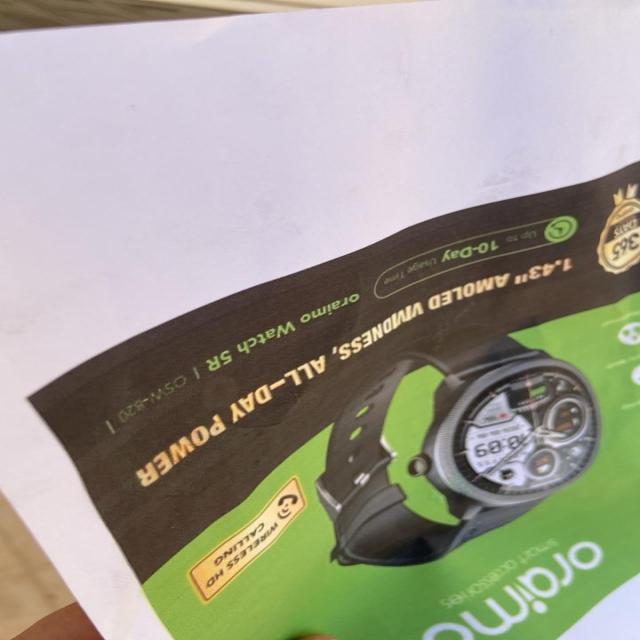 oraimo
smart accessories
WIRELESS HD
CALLING
1.43" AMOLED VIVIDNESS, ALL-DAY POWER
Up to 10-Day Usage Time
oraimo Watch 5R | OSW-820 |
365
DAYS